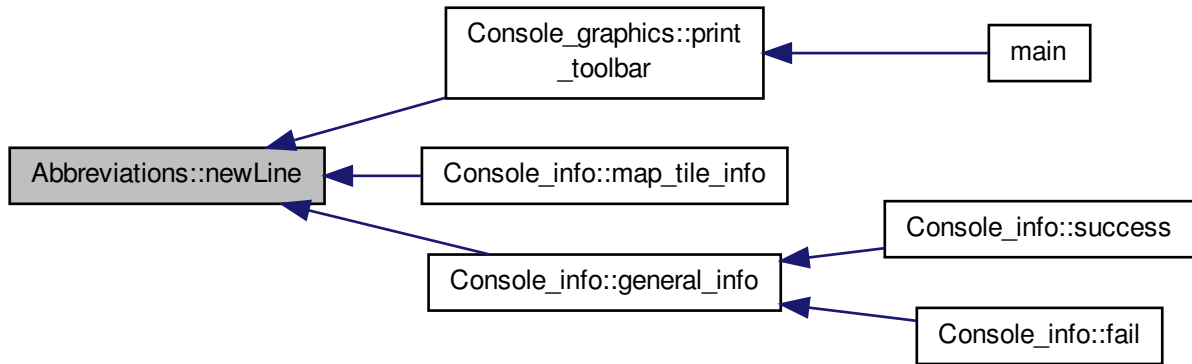 Console_graphics::print
_toolbar
main
Abbreviations::newLine
Console_info::map_tile_info
Console_info::success
Console_info::general_info
Console_info::fail